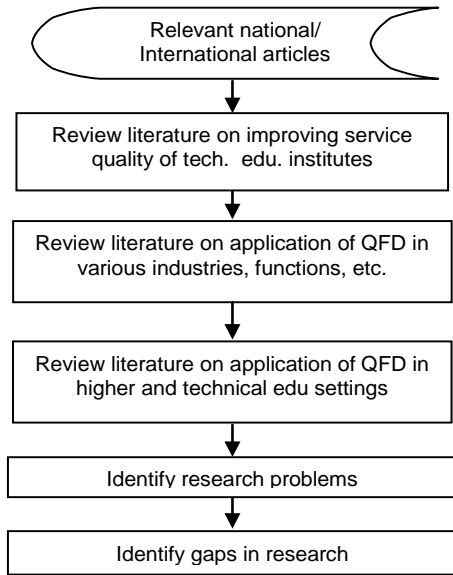 Relevant national/
International articles
Review literature on improving service
quality of tech. edu. institutes
Review literature on application of QFD in
various industries, functions, etc.
Review literature on application of QFD in
higher and technical edu settings
Identify research problems
Identify gaps in research